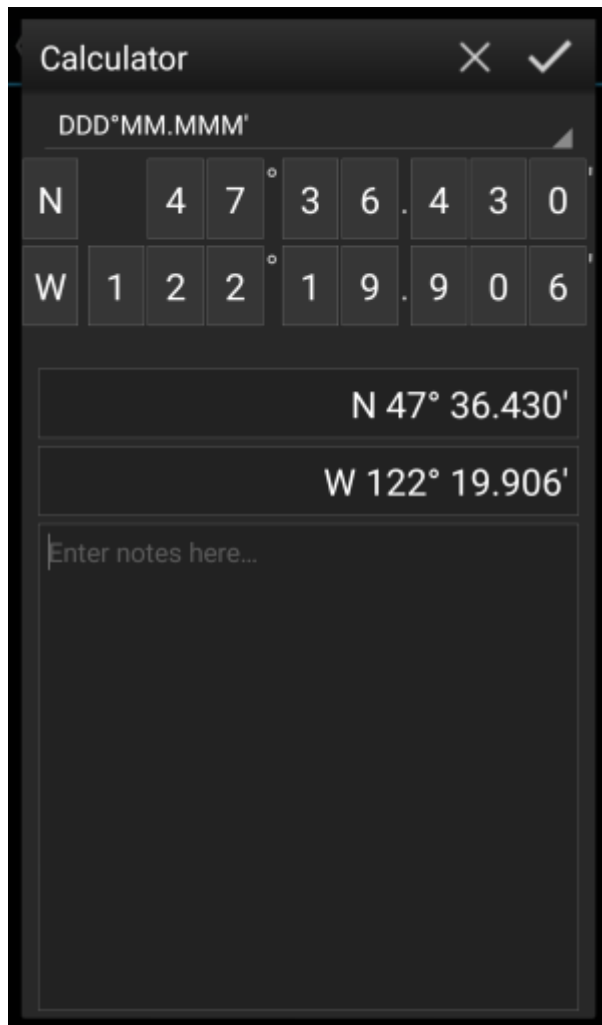 Calculator
DDD°MM.MMM'
N 47°36.430'
W 122°19.906'
N 47° 36.430'
W 122° 19.906'
Enter notes here...